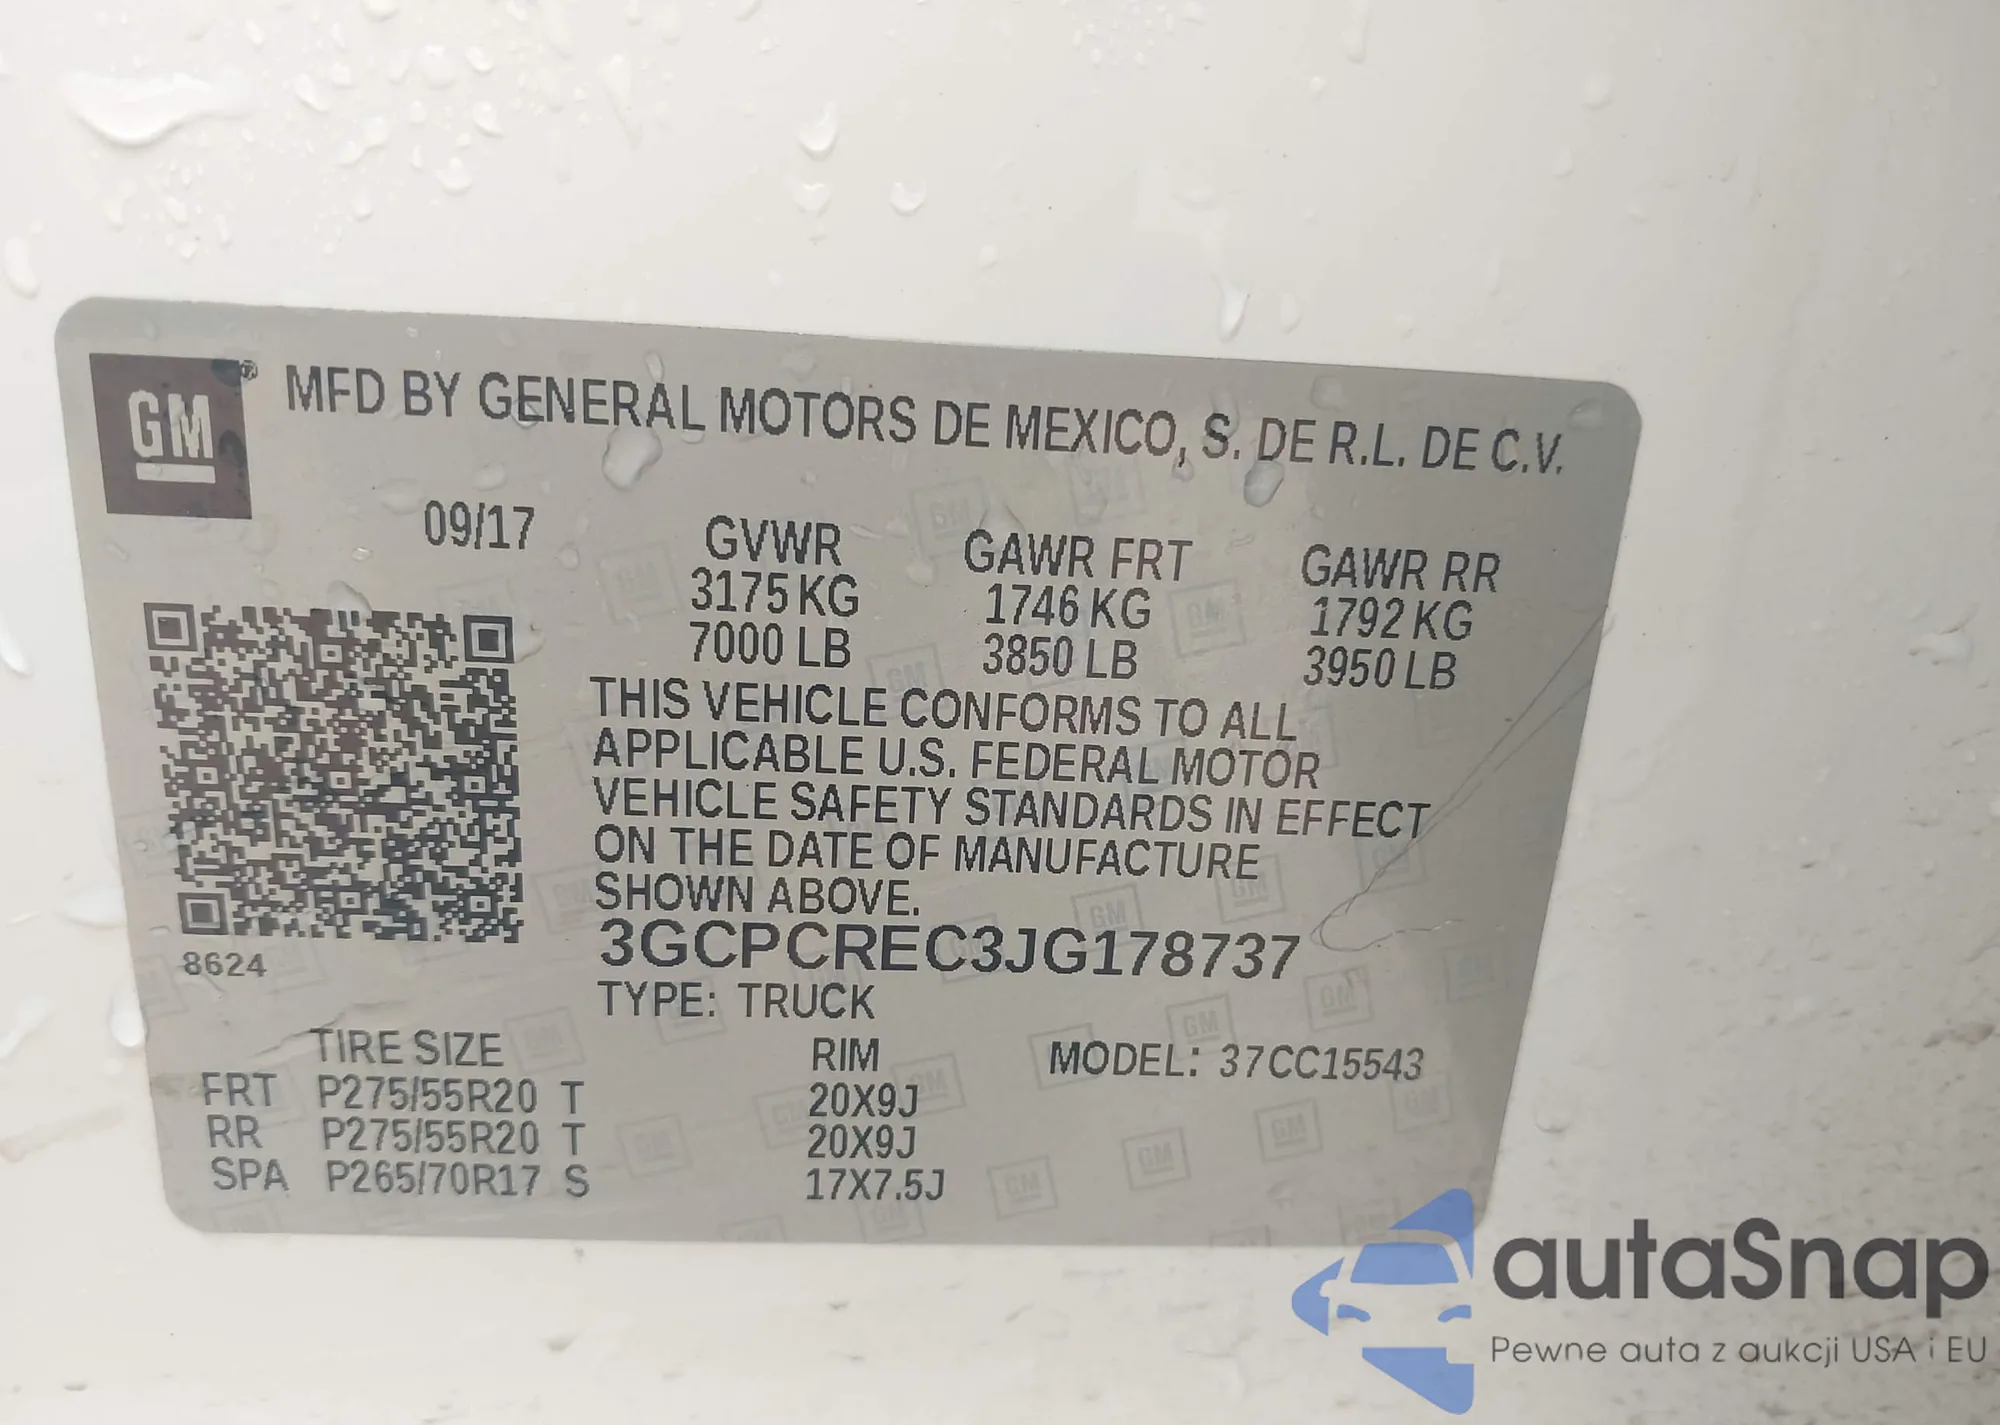 GM ® MFD BY GENERAL MOTORS DE MEXICO, S. DE R.L. DE C.V.
09/17 GVWR GAWR FRT GAWR RR
3175 KG 1746 KG 1792 KG
7000 LB 3850 LB 3950 LB
THIS VEHICLE CONFORMS TO ALL
APPLICABLE U.S. FEDERAL MOTOR
VEHICLE SAFETY STANDARDS IN EFFECT
ON THE DATE OF MANUFACTURE
SHOWN ABOVE.
3GCPCREC3JG178737
8624
TYPE: TRUCK
TIRE SIZE RIM MODEL: 37CC15543
FRT P275/55R20 T 20X9J
RR P275/55R20 T 20X9J
SPA P265/70R17 S 17X7.5J
autaSnap
Pewne auta z aukcji USA i EU